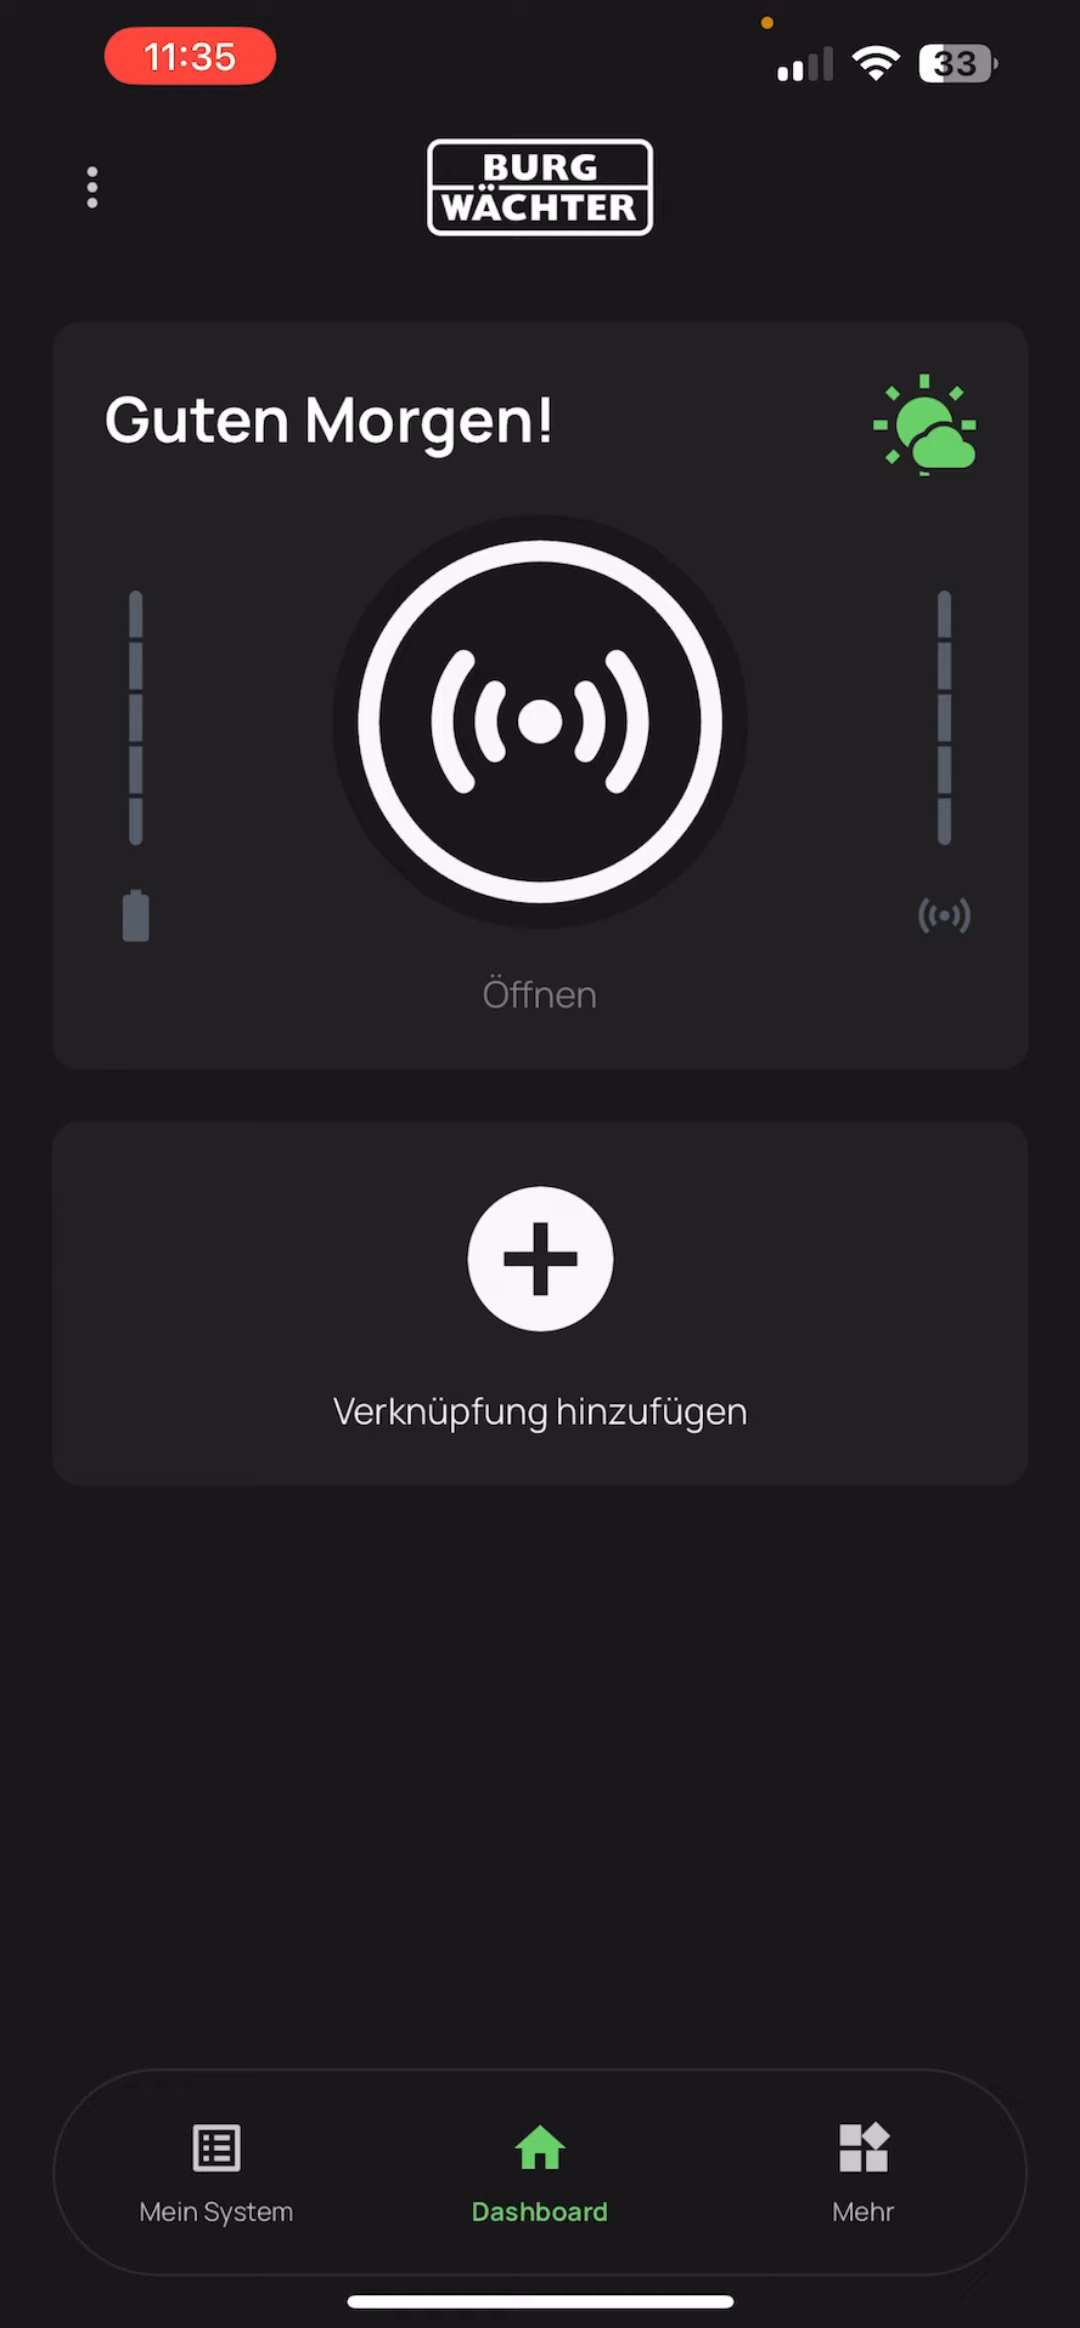 11:35
33
BURG
WÄCHTER
Guten Morgen!
Öffnen
Verknüpfung hinzufügen
Mein System
Dashboard
Mehr